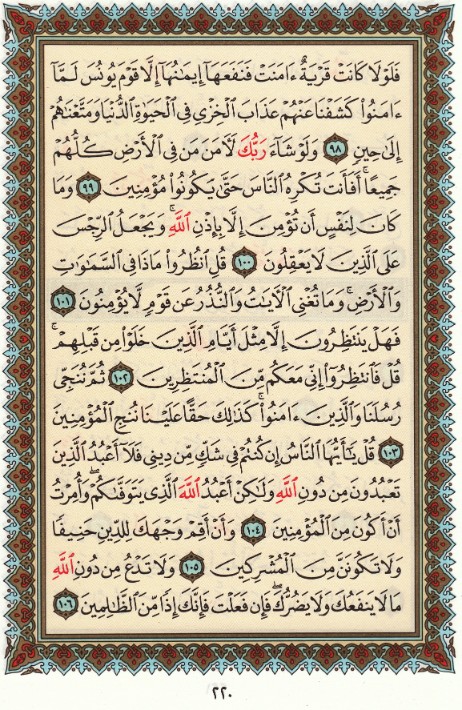 فَلَوْلَا كَانَتْ قَرْيَةٌ ءَامَنَتْ فَنَفَعَهَآ إِيمَٰنُهَآ إِلَّا قَوْمَ يُونُسَ لَمَّآ
ءَامَنُوا۟ كَشَفْنَا عَنْهُمْ عَذَابَ ٱلْخِزْىِ فِى ٱلْحَيَوٰةِ ٱلدُّنْيَا وَمَتَّعْنَٰهُمْ
إِلَىٰ حِينٍ ٩٨ وَلَوْ شَآءَ رَبُّكَ لَءَامَنَ مَن فِى ٱلْأَرْضِ كُلُّهُمْ
جَمِيعًا ۚ أَفَأَنتَ تُكْرِهُ ٱلنَّاسَ حَتَّىٰ يَكُونُوا۟ مُؤْمِنِينَ ٩٩ وَمَا
كَانَ لِنَفْسٍ أَن تُؤْمِنَ إِلَّا بِإِذْنِ ٱللَّهِ ۚ وَيَجْعَلُ ٱلرِّجْسَ
عَلَى ٱلَّذِينَ لَا يَعْقِلُونَ ١٠٠ قُلِ ٱنظُرُوا۟ مَاذَا فِى ٱلسَّمَٰوَٰتِ
وَٱلْأَرْضِ ۚ وَمَا تُغْنِى ٱلْءَايَٰتُ وَٱلنُّذُرُ عَن قَوْمٍ لَّا يُؤْمِنُونَ ١٠١
فَهَلْ يَنتَظِرُونَ إِلَّا مِثْلَ أَيَّامِ ٱلَّذِينَ خَلَوْا۟ مِن قَبْلِهِمْ ۚ
قُلْ فَٱنتَظِرُوٓا۟ إِنِّى مَعَكُم مِّنَ ٱلْمُنتَظِرِينَ ١٠٢ ثُمَّ نُنَجِّى
رُسُلَنَا وَٱلَّذِينَ ءَامَنُوا۟ ۚ كَذَٰلِكَ حَقًّا عَلَيْنَا نُنجِ ٱلْمُؤْمِنِينَ
١٠٣ قُلْ يَٰٓأَيُّهَا ٱلنَّاسُ إِن كُنتُمْ فِى شَكٍّ مِّن دِينِى فَلَآ أَعْبُدُ ٱلَّذِينَ
تَعْبُدُونَ مِن دُونِ ٱللَّهِ وَلَٰكِنْ أَعْبُدُ ٱللَّهَ ٱلَّذِى يَتَوَفَّىٰكُمْ ۖ وَأُمِرْتُ
أَنْ أَكُونَ مِنَ ٱلْمُؤْمِنِينَ ١٠٤ وَأَنْ أَقِمْ وَجْهَكَ لِلدِّينِ حَنِيفًا
وَلَا تَكُونَنَّ مِنَ ٱلْمُشْرِكِينَ ١٠٥ وَلَا تَدْعُ مِن دُونِ ٱللَّهِ
مَا لَا يَنفَعُكَ وَلَا يَضُرُّكَ ۖ فَإِن فَعَلْتَ فَإِنَّكَ إِذًا مِّنَ ٱلظَّٰلِمِينَ ١٠٦
٢٢٠